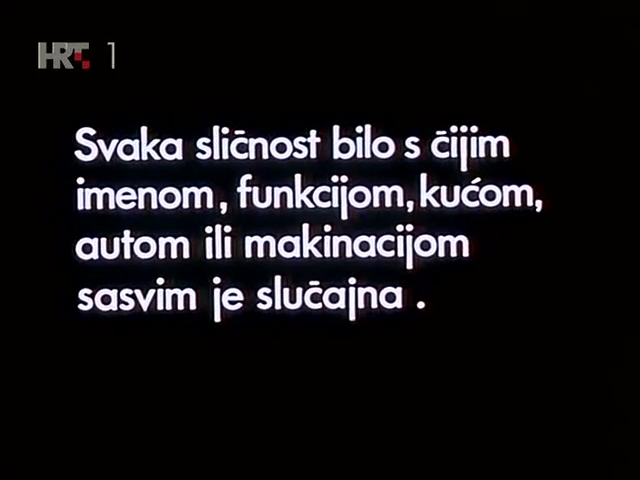 HRT 1
Svaka sličnost bilo s čijim
imenom, funkcijom, kućom,
autom ili makinacijom
sasvim je slučajna .